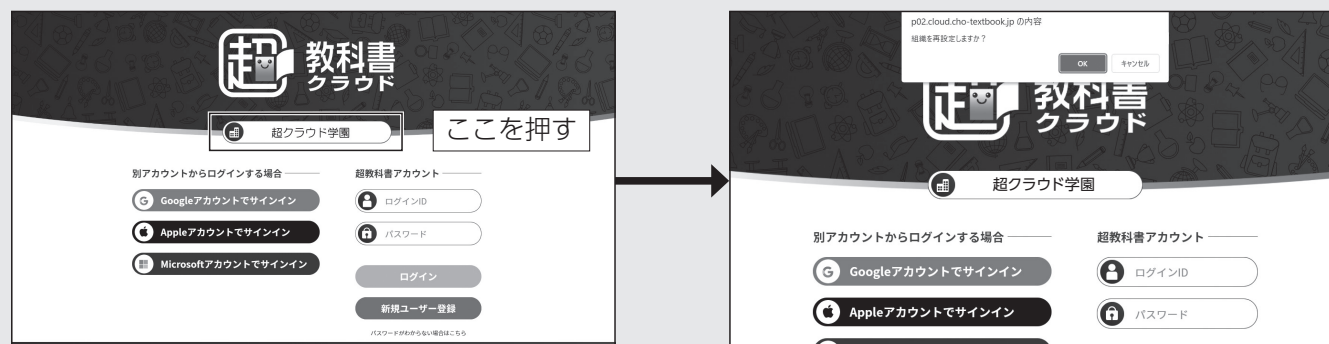 超 教科書
クラウド
超クラウド学園
ここを押す
別アカウントからログインする場合
G Googleアカウントでサインイン
Appleアカウントでサインイン
Microsoftアカウントでサインイン
超教科書アカウント
ログインID
パスワード
ログイン
新規ユーザー登録
パスワードがわからない場合はこちら
p02.cloud.cho-textbook.jp の内容
組織を再設定しますか？
OK キャンセル
超 教科書
クラウド
超クラウド学園
別アカウントからログインする場合
G Googleアカウントでサインイン
Appleアカウントでサインイン
超教科書アカウント
ログインID
パスワード